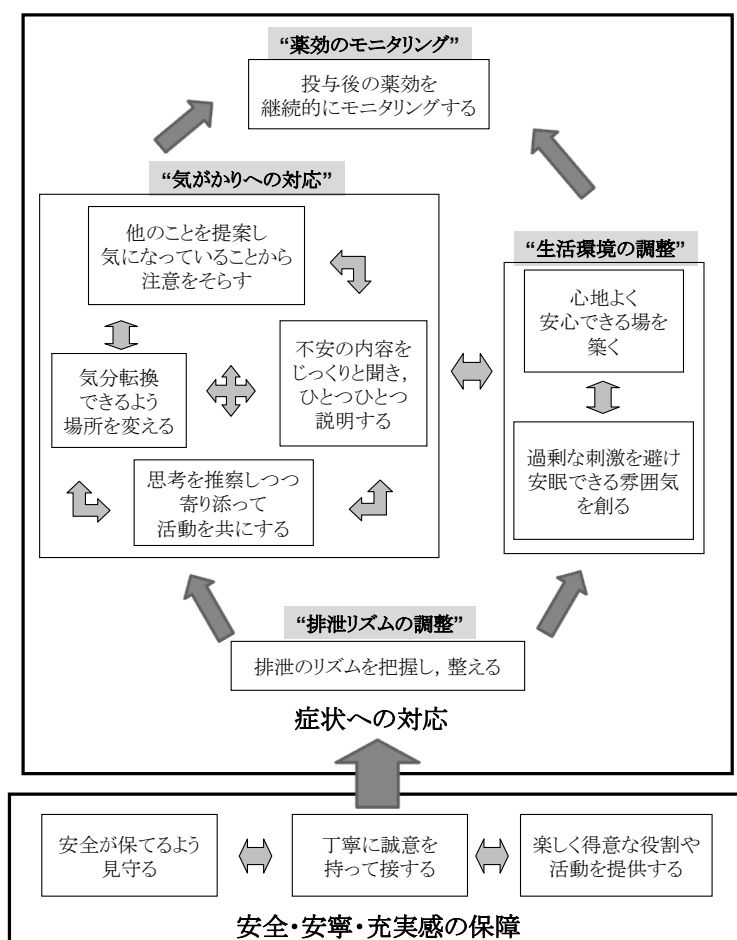 “薬効のモニタリング”
投与後の薬効を
継続的にモニタリングする
“気がかりへの対応”
他のことを提案し
気になっていることから
注意をそらす
気分転換
できるよう
場所を変える
不安の内容を
じっくりと聞き，
ひとつひとつ
説明する
思考を推察しつつ
寄り添って
活動を共にする
“生活環境の調整”
心地よく
安心できる場を
築く
過剰な刺激を避け
安眠できる雰囲気
を創る
“排泄リズムの調整”
排泄のリズムを把握し，整える
症状への対応
安全が保てるよう
見守る
丁寧に誠意を
持って接する
楽しく得意な役割や
活動を提供する
安全・安寧・充実感の保障